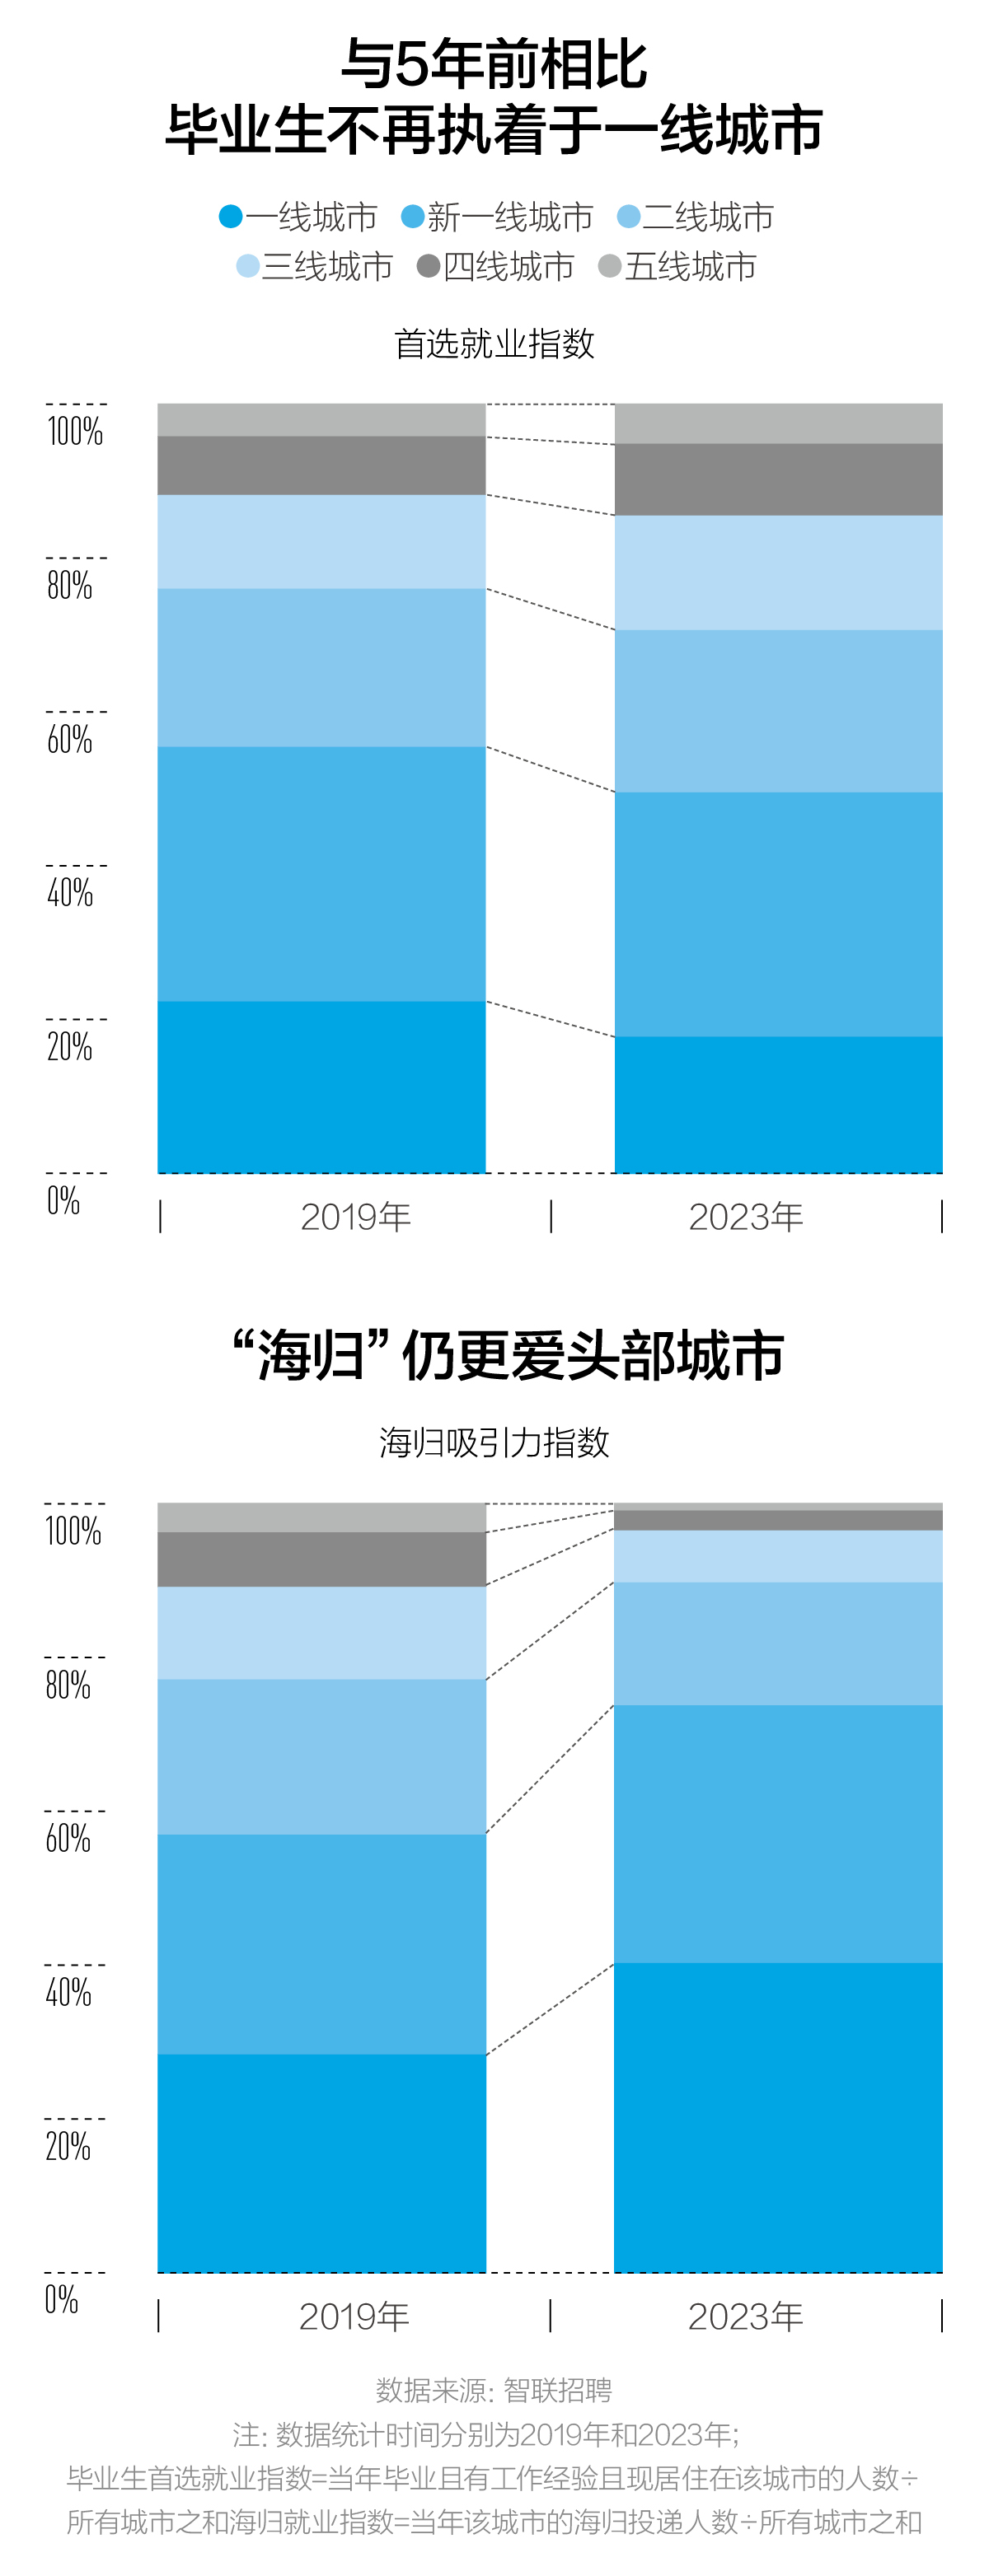 与5年前相比
毕业生不再执着于一线城市
一线城市 新一线城市 二线城市
三线城市 四线城市 五线城市
首选就业指数
100%
80%
60%
40%
20%
0%
2019年 2023年
“海归”仍更爱头部城市
海归吸引力指数
100%
80%
60%
40%
20%
0%
2019年 2023年
数据来源: 智联招聘
注: 数据统计时间分别为2019年和2023年;
毕业生首选就业指数=当年毕业且有工作经验且现居住在该城市的人数÷
所有城市之和海归就业指数=当年该城市的海归投递人数÷所有城市之和